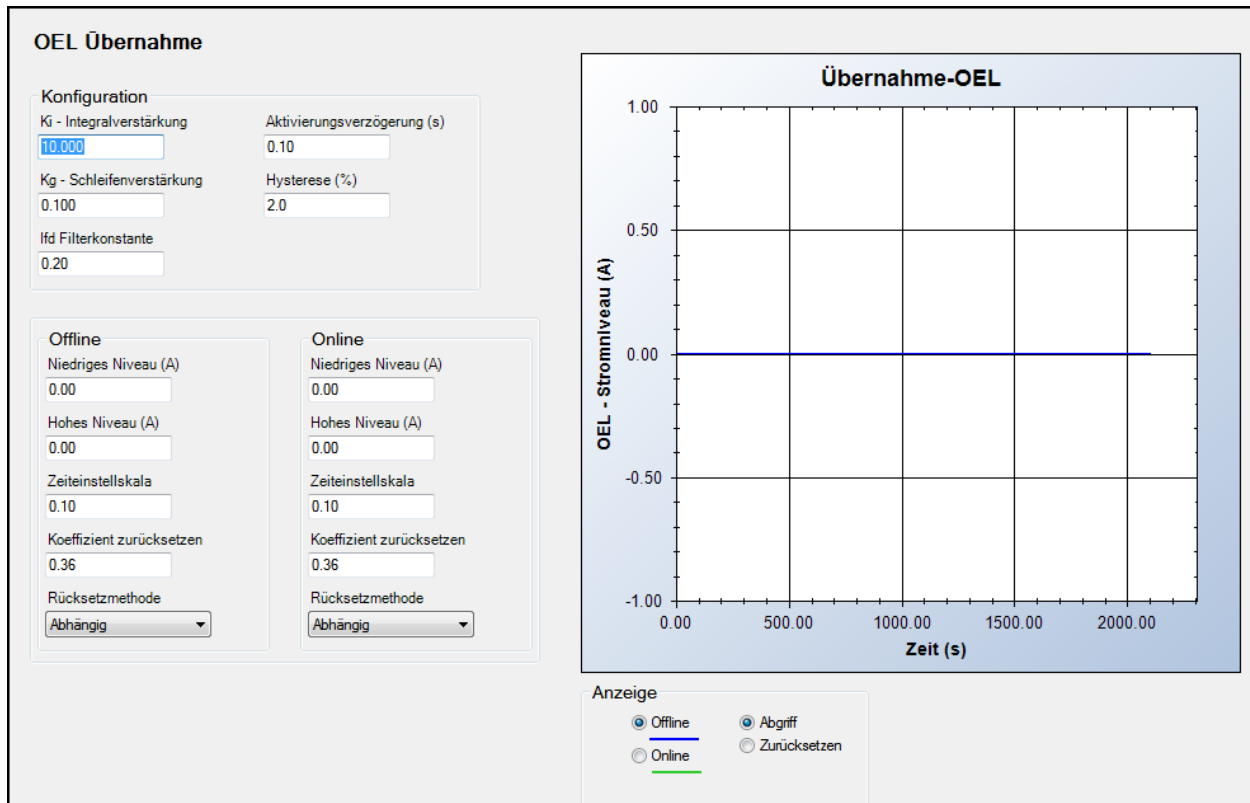 OEL Übernahme
Konfiguration
Ki - Integralverstärkung
Aktivierungsverzögerung (s)
10.000
0.10
Kg - Schleifenverstärkung
Hysterese (%)
0.100
2.0
Ifd Filterkonstante
0.20
Offline
Niedriges Niveau (A)
0.00
Hohes Niveau (A)
0.00
Zeiteinstellskala
0.10
Koeffizient zurücksetzen
0.36
Rücksetzmethode
Abhängig
Online
Niedriges Niveau (A)
0.00
Hohes Niveau (A)
0.00
Zeiteinstellskala
0.10
Koeffizient zurücksetzen
0.36
Rücksetzmethode
Abhängig
Übernahme-OEL
OEL - Stromniveau (A)
1.00
0.50
0.00
-0.50
-1.00
0.00 500.00 1000.00 1500.00 2000.00
Zeit (s)
Anzeige
Offline
Abgriff
Online
Zurücksetzen